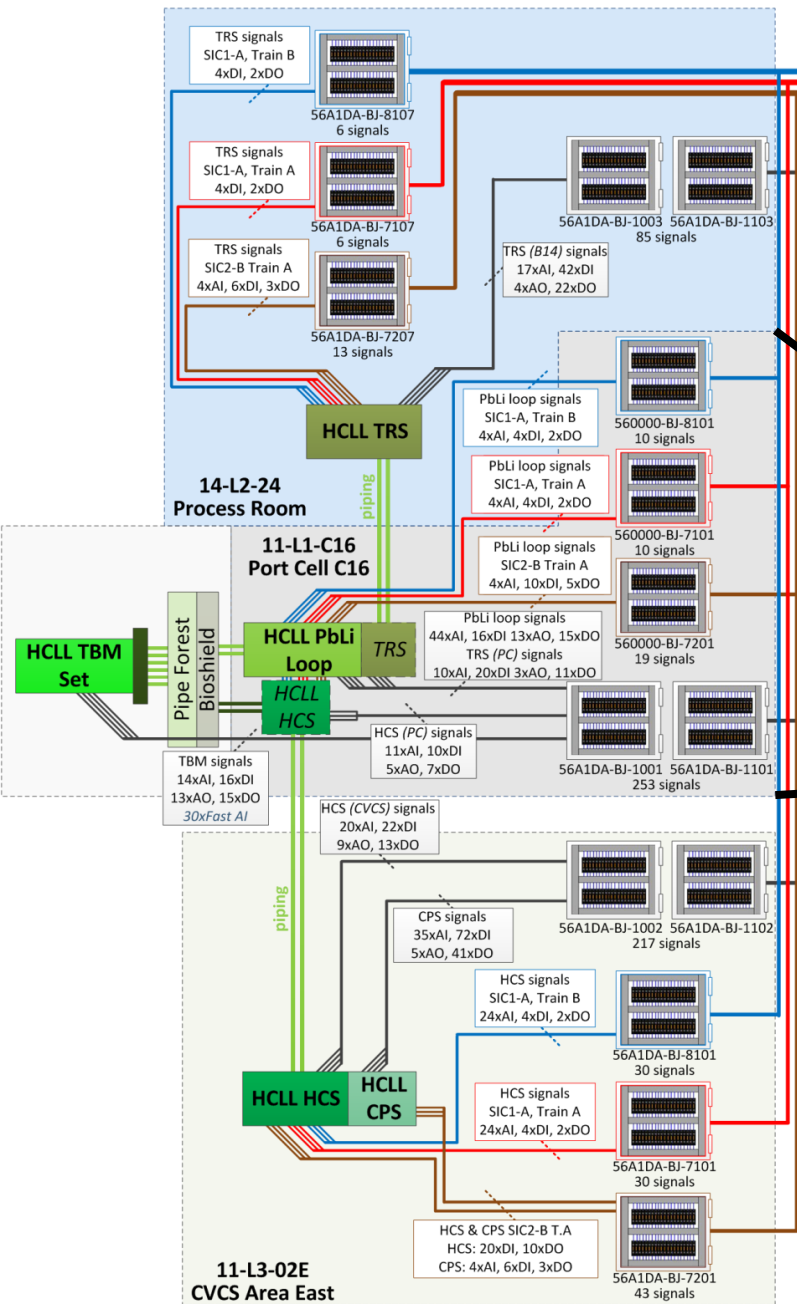 TRS signals
SIC1-A, Train B
4xDI, 2xDO
56A1DA-BJ-8107
6 signals
TRS signals
SIC1-A, Train A
4xDI, 2xDO
56A1DA-BJ-7107
6 signals
TRS signals
SIC2-B Train A
4xAI, 6xDI, 3xDO
56A1DA-BJ-7207
13 signals
56A1DA-BJ-1003
56A1DA-BJ-1103
85 signals
TRS (B14) signals
17xAI, 42xDI
4xAO, 22xDO
HCLL TRS
14-L2-24
Process Room
piping
PbLi loop signals
SIC1-A, Train B
4xAI, 4xDI, 2xDO
560000-BJ-8101
10 signals
PbLi loop signals
SIC1-A, Train A
4xAI, 4xDI, 2xDO
560000-BJ-7101
10 signals
PbLi loop signals
SIC2-B Train A
4xAI, 10xDI, 5xDO
560000-BJ-7201
19 signals
11-L1-C16
Port Cell C16
PbLi loop signals
44xAI, 16xDI 13xAO, 15xDO
TRS (PC) signals
10xAI, 20xDI 3xAO, 11xDO
HCLL TBM
Set
Pipe Forest
Bioshield
HCLL PbLi
Loop
TRS
HCLL
HCS
HCS (PC) signals
11xAI, 10xDI
5xAO, 7xDO
56A1DA-BJ-1001
56A1DA-BJ-1101
253 signals
TBM signals
14xAI, 16xDI
13xAO, 15xDO
30xFast AI
HCS (CVCS) signals
20xAI, 22xDI
9xAO, 13xDO
56A1DA-BJ-1002
56A1DA-BJ-1102
217 signals
piping
CPS signals
35xAI, 72xDI
5xAO, 41xDO
HCS signals
SIC1-A, Train B
24xAI, 4xDI, 2xDO
56A1DA-BJ-8101
30 signals
HCLL HCS
HCLL
CPS
HCS signals
SIC1-A, Train A
24xAI, 4xDI, 2xDO
56A1DA-BJ-7101
30 signals
HCS & CPS SIC2-B T.A
HCS: 20xDI, 10xDO
CPS: 4xAI, 6xDI, 3xDO
56A1DA-BJ-7201
43 signals
11-L3-02E
CVCS Area East